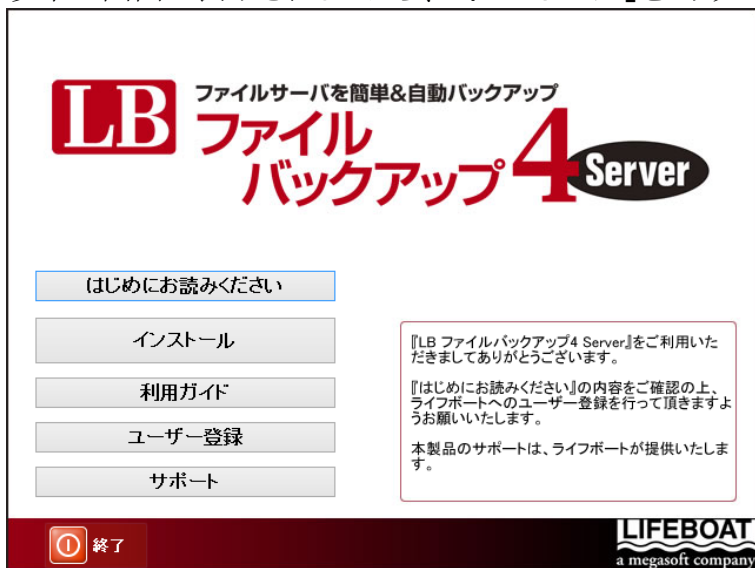 LB
ファイルサーバを簡単&自動バックアップ
ファイル
バックアップ4 Server
はじめにお読みください
インストール
利用ガイド
ユーザー登録
サポート
『LB ファイルバックアップ4 Server』をご利用いた
だきましてありがとうございます。
『はじめにお読みください』の内容をご確認の上、
ライフボートへのユーザー登録を行って頂きますよ
うお願いいたします。
本製品のサポートは、ライフボートが提供いたしま
す。
終了
LIFEBOAT
a megasoft company